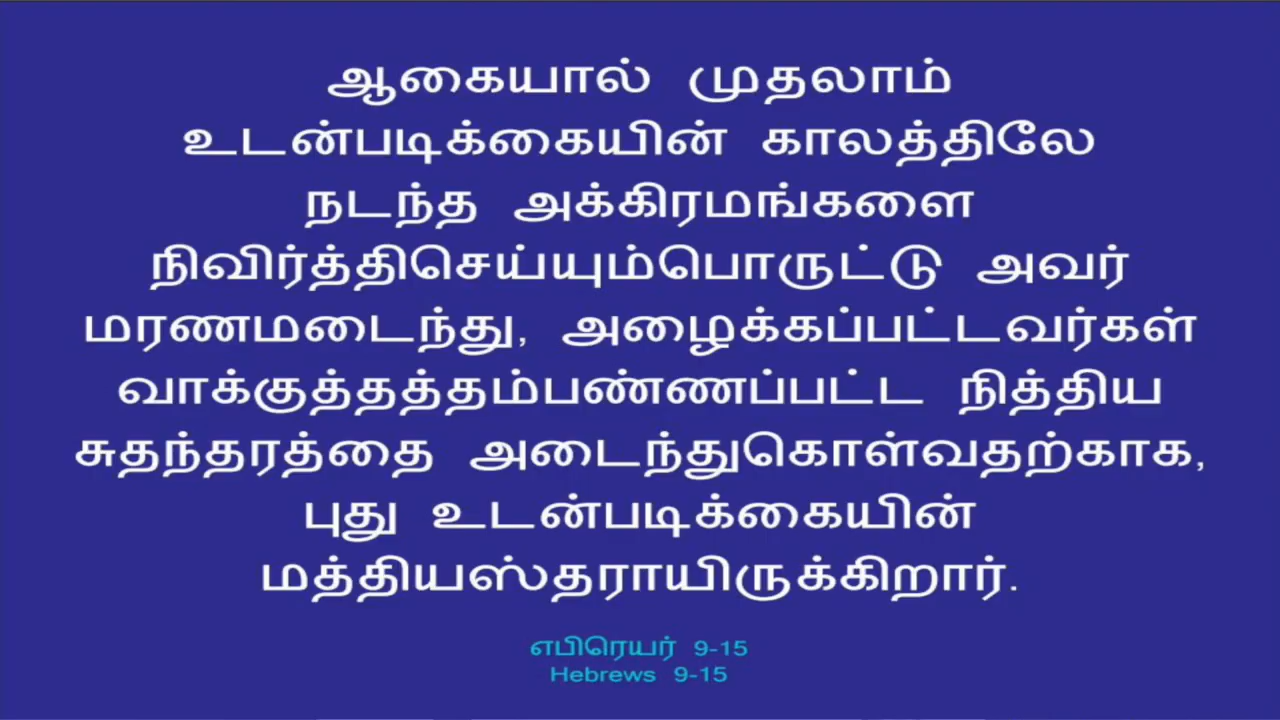 ஆகையால் முதலாம்
உடன்படிக்கையின் காலத்திலே
நடந்த அக்கிரமங்களை
நிவிர்த்திசெய்யும்பொருட்டு அவர்
மரணமடைந்து, அழைக்கப்பட்டவர்கள்
வாக்குத்தத்தம்பண்ணப்பட்ட நித்திய
சுதந்தரத்தை அடைந்துகொள்வதற்காக,
புது உடன்படிக்கையின்
மத்தியஸ்தராயிருக்கிறார்.
எபிரெயர் 9-15
Hebrews 9-15